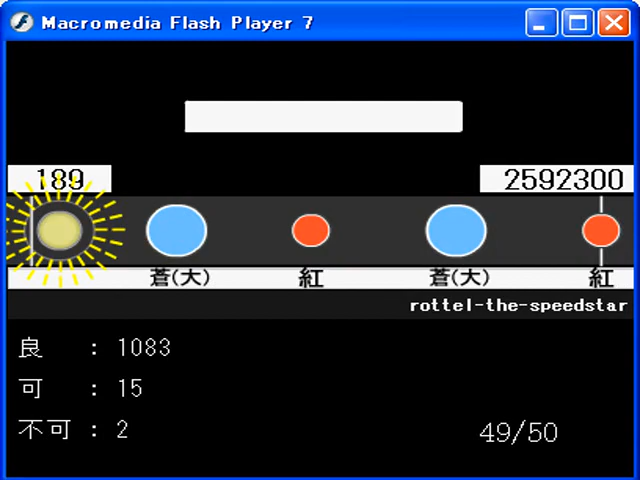 Macromedia Flash Player 7
189 2592300
蒼(大) 紅 蒼(大) 紅
rottel-the-speedstar
良 : 1083
可 : 15
不可 : 2
49/50